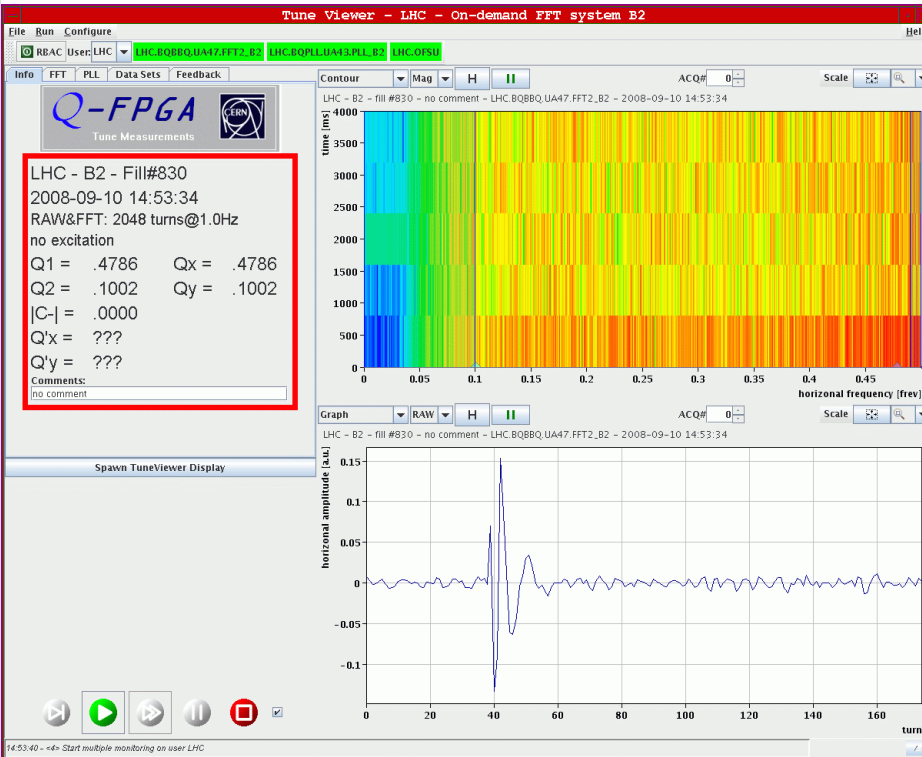 Tune Viewer - LHC - On-demand FFT system B2
File Run Configure Hel
RBAC User: LHC LHC.BQBBQ.UA47.FFT2_B2 LHC.BQPLL.UA43.PLL_B2 LHC.OFSU
Info FFT PLL Data Sets Feedback
Q-FPGA
Tune Measurements
CERN
LHC - B2 - Fill#830
2008-09-10 14:53:34
RAW&FFT: 2048 turns@1.0Hz
no excitation
Q1 = .4786 Qx = .4786
Q2 = .1002 Qy = .1002
|C-| = .0000
Q'x = ???
Q'y = ???
Comments:
no comment
Spawn TuneViewer Display
Contour Mag H ACQ# 0 Scale
LHC - B2 - fill #830 - no comment - LHC.BQBBQ.UA47.FFT2_B2 - 2008-09-10 14:53:34
time [ms]
4000
3500
3000
2500
2000
1500
1000
500
0
0 0.05 0.1 0.15 0.2 0.25 0.3 0.35 0.4 0.45
horizonal frequency [frev]
Graph RAW H ACQ# 0 Scale
LHC - B2 - fill #830 - no comment - LHC.BQBBQ.UA47.FFT2_B2 - 2008-09-10 14:53:34
horizonal amplitude [a.u.]
0.15
0.1
0.05
0
-0.05
-0.1
0 20 40 60 80 100 120 140 160
turn
14:53:40 - <4> Start multiple monitoring on user LHC